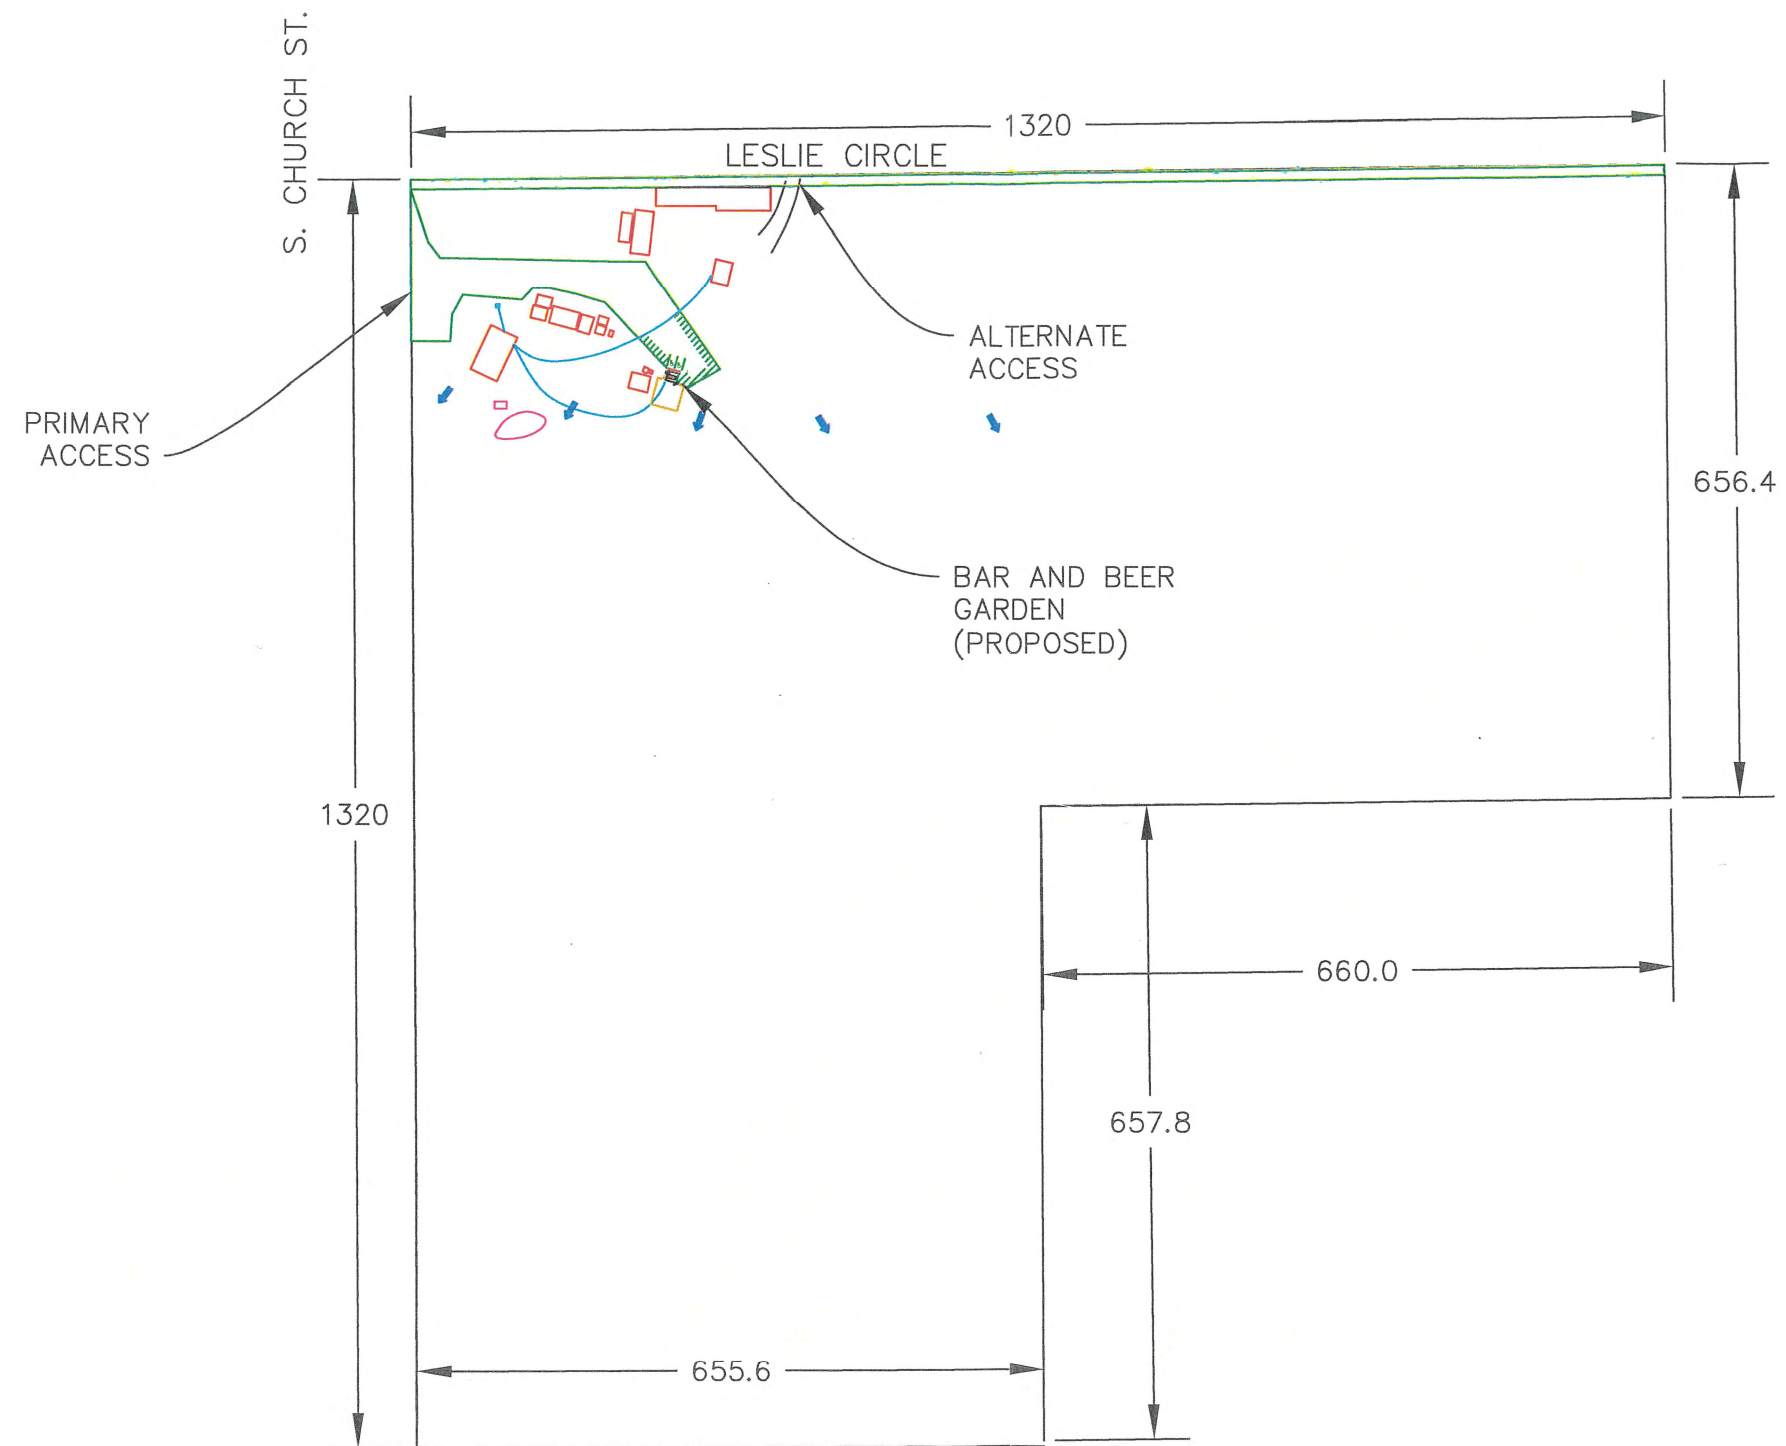 S. CHURCH ST.
1320
LESLIE CIRCLE
ALTERNATE
ACCESS
PRIMARY
ACCESS
656.4
BAR AND BEER
GARDEN
(PROPOSED)
1320
660.0
657.8
655.6